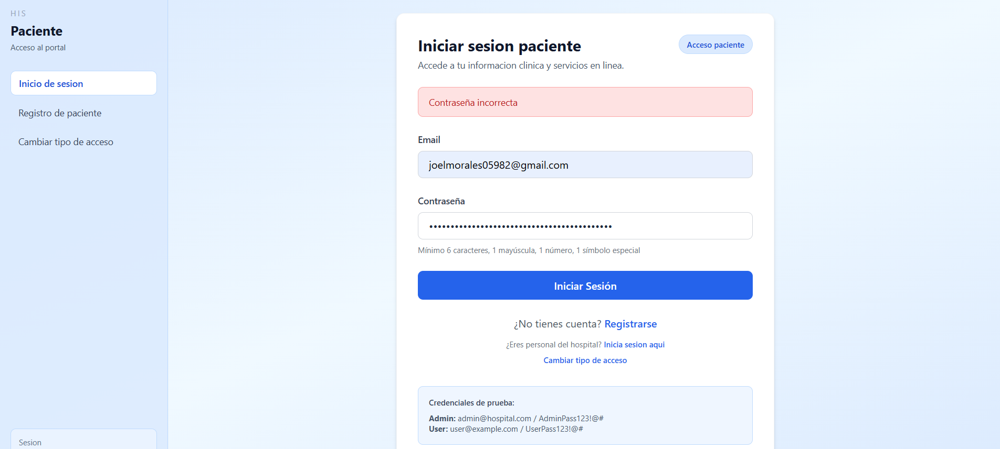 HIS
Paciente
Acceso al portal
Inicio de sesion
Registro de paciente
Cambiar tipo de acceso
Sesion
Iniciar sesion paciente
Acceso paciente
Accede a tu informacion clinica y servicios en linea.
Contraseña incorrecta
Email
joelmorales05982@gmail.com
Contraseña
Mínimo 6 caracteres, 1 mayúscula, 1 número, 1 símbolo especial
Iniciar Sesión
¿No tienes cuenta? Registrarse
¿Eres personal del hospital? Inicia sesion aqui
Cambiar tipo de acceso
Credenciales de prueba:
Admin: admin@hospital.com / AdminPass123!@#
User: user@example.com / UserPass123!@#